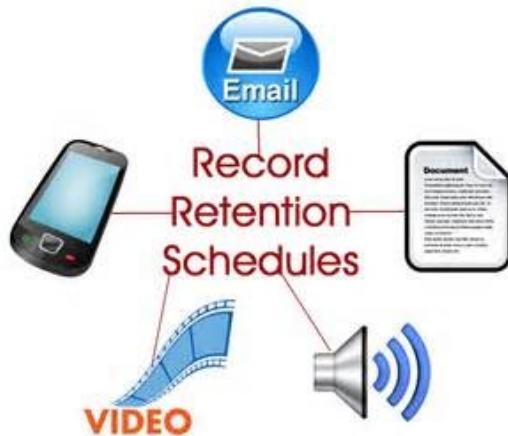 Email
Record
Retention
Schedules
Document
VIDEO